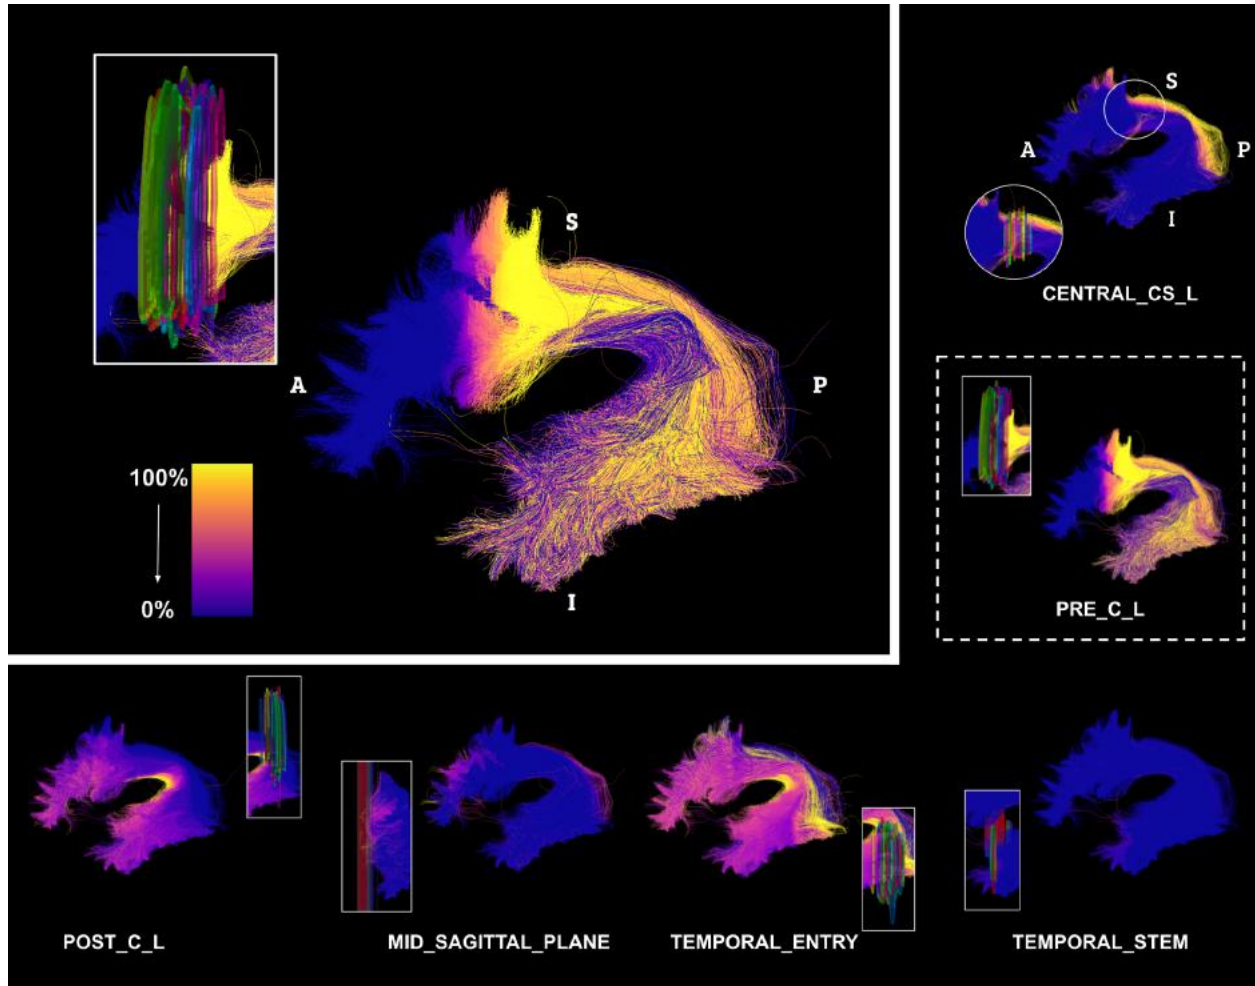 S
A
P
I
100%
0%
S
A
P
I
CENTRAL_CS_L
PRE_C_L
POST_C_L
MID_SAGITTAL_PLANE
TEMPORAL_ENTRY
TEMPORAL_STEM